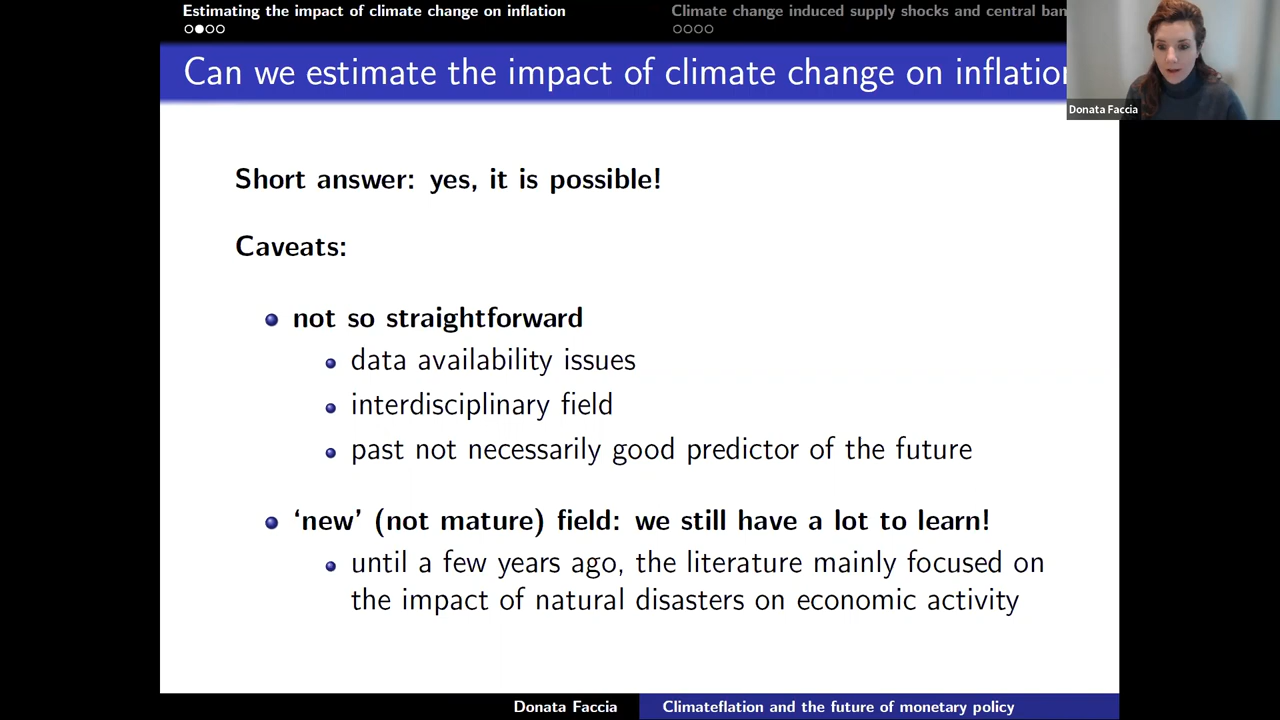 Estimating the impact of climate change on inflation
Climate change induced supply shocks and central ban
Can we estimate the impact of climate change on inflation
Donata Faccia
Short answer: yes, it is possible!
Caveats:
not so straightforward
data availability issues
interdisciplinary field
past not necessarily good predictor of the future
‘new’ (not mature) field: we still have a lot to learn!
until a few years ago, the literature mainly focused on
the impact of natural disasters on economic activity
Donata Faccia
Climateflation and the future of monetary policy